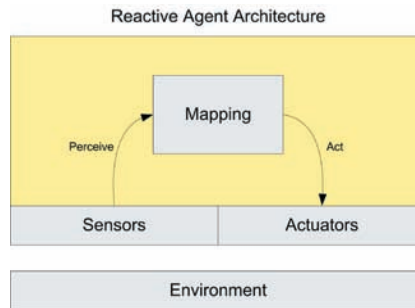 Reactive Agent Architecture
Mapping
Perceive
Act
Sensors
Actuators
Environment